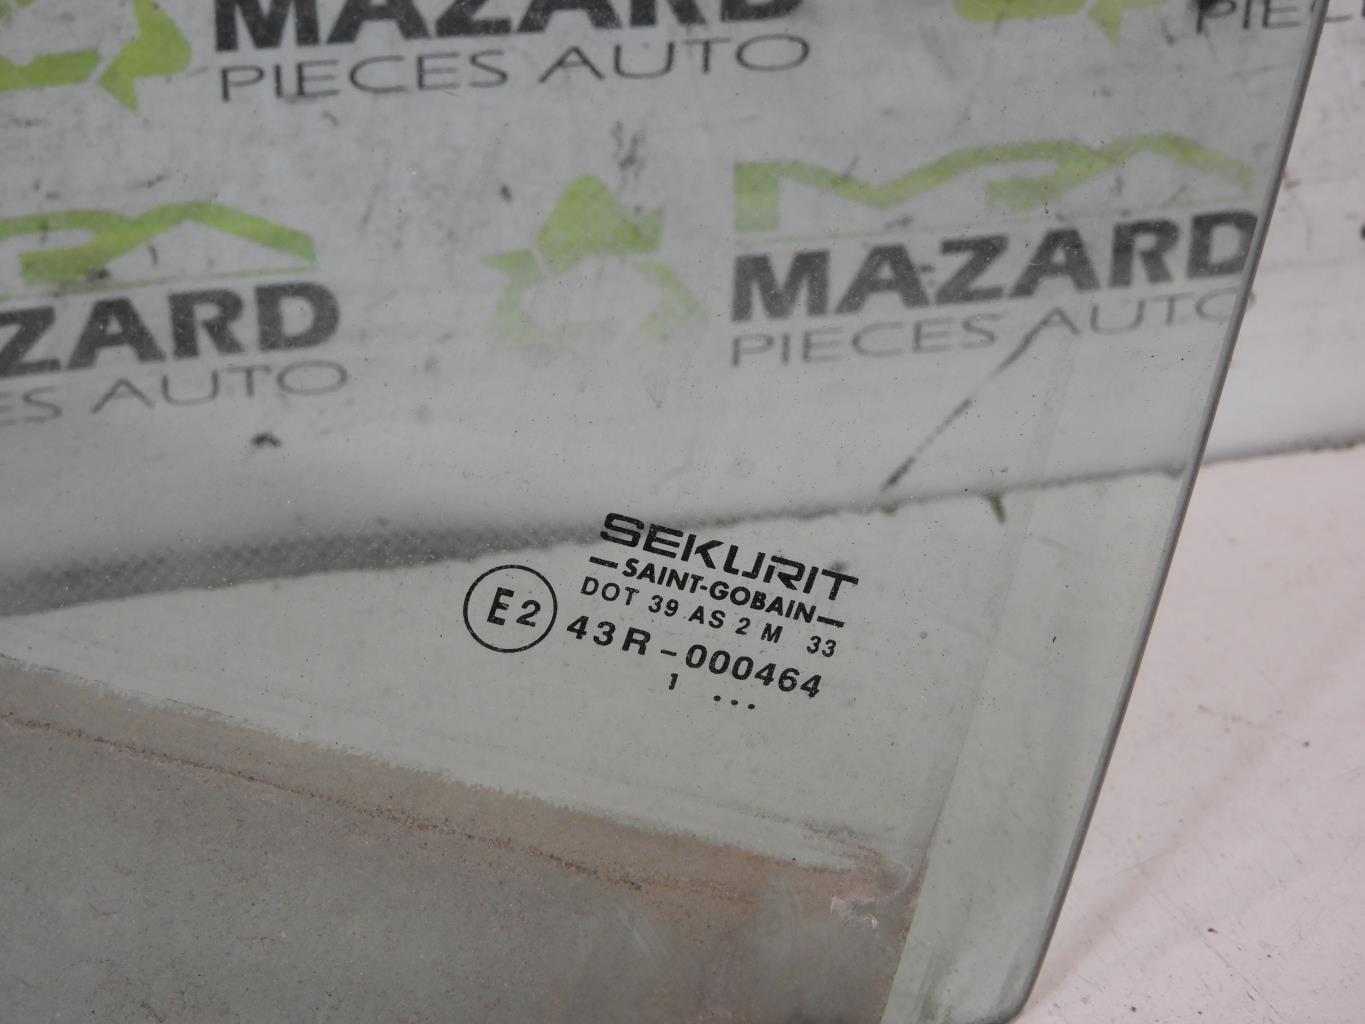 MAZARD
PIECES AUTO
PIECES
ZARD
ES AUTO
MAZARD
PIECES AUTO
SEKURIT
SAINT-GOBAIN
DOT 39 AS 2 M 33
E2
43R-000464
1 ...